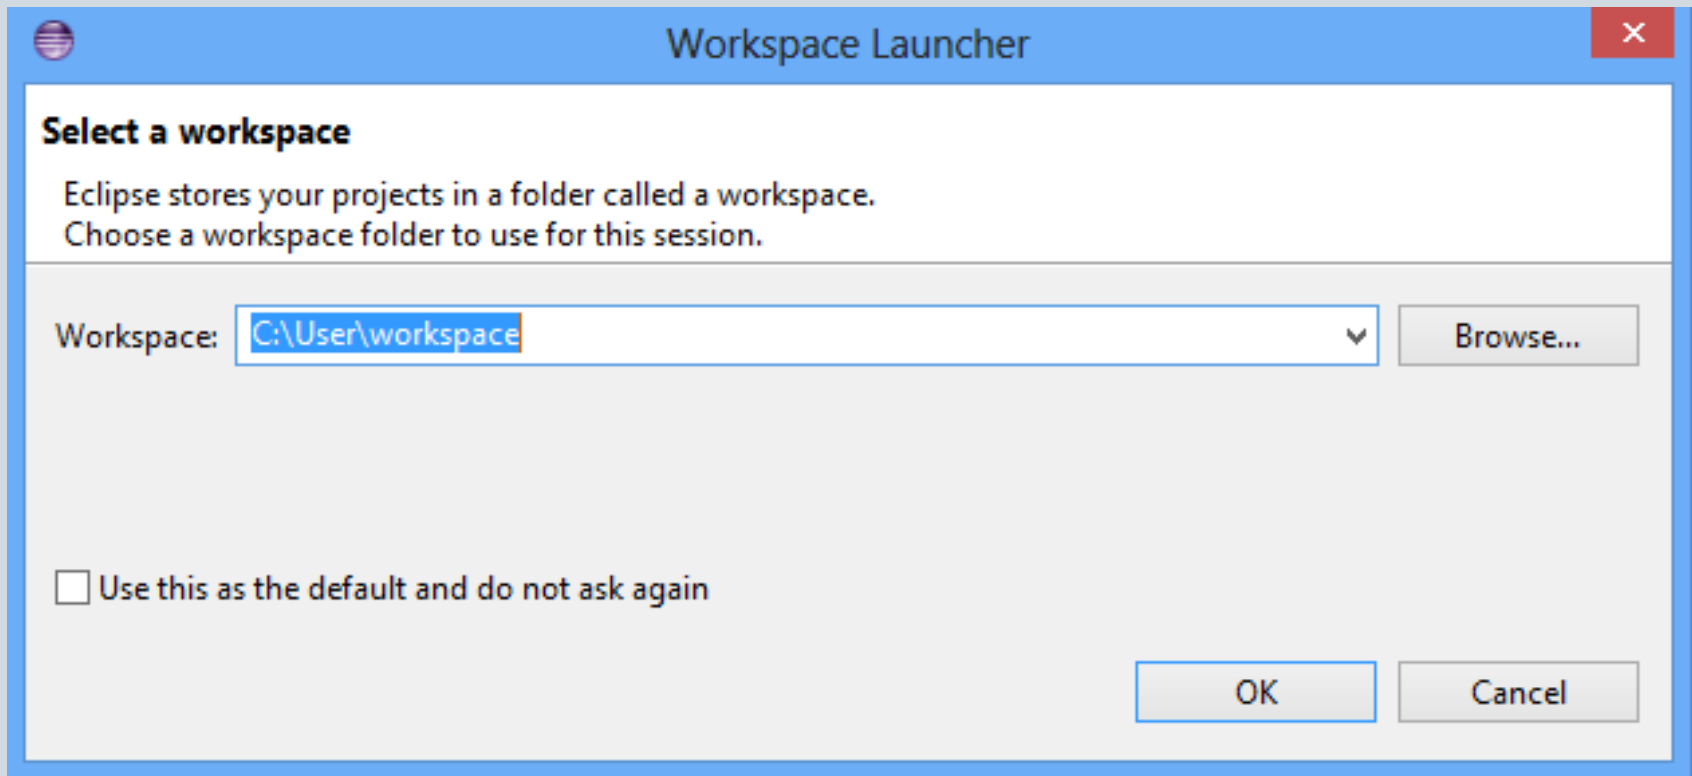 Workspace Launcher
Select a workspace
Eclipse stores your projects in a folder called a workspace.
Choose a workspace folder to use for this session.
Workspace: C:\User\workspace Browse...
Use this as the default and do not ask again
OK Cancel